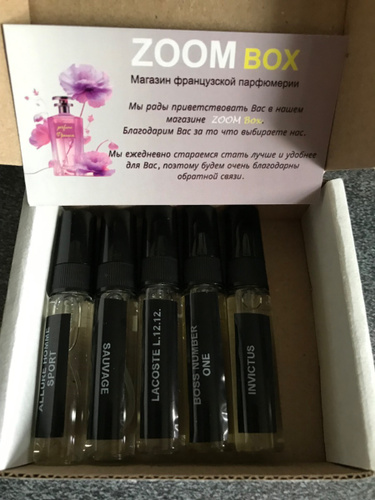 ZOOM BOX
Магазин французской парфюмерии
Мы рады приветствовать Вас в нашем
магазине ZOOM Box.
Благодарим Вас за то что выбираете нас.
Мы ежедневно стараемся стать лучше и удобнее
для Вас, поэтому будем очень благодарны
обратной связи.
ALLURE HOMME
SPORT
SAUVAGE
LACOSTE L.12.12.
BOSS NUMBER
ONE
INVICTUS